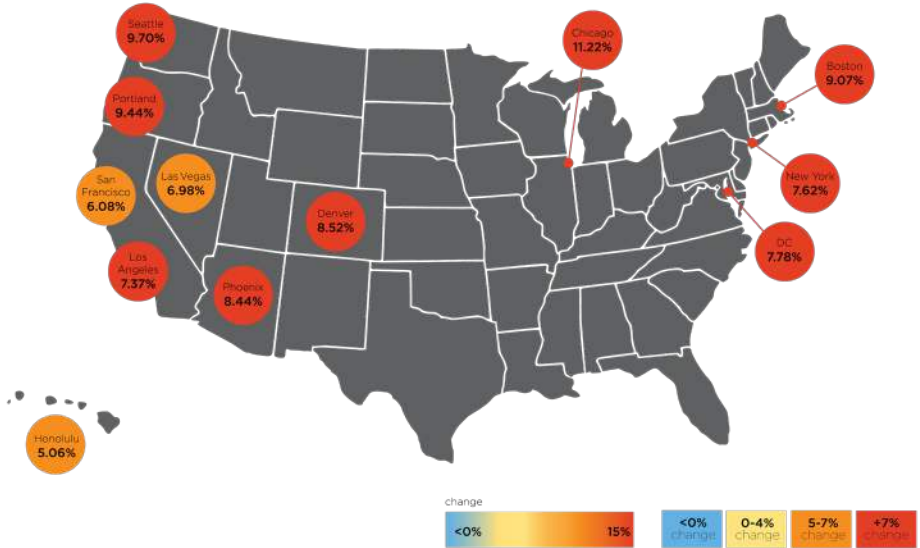 Seattle
9.70%
Chicago
11.22%
Boston
9.07%
Portland
9.44%
San
Francisco
6.08%
Las Vegas
6.98%
New York
7.62%
Denver
8.52%
DC
7.78%
Los
Angeles
7.37%
Phoenix
8.44%
Honolulu
5.06%
change
<0%
15%
<0%
change
0-4%
change
5-7%
change
+7%
change